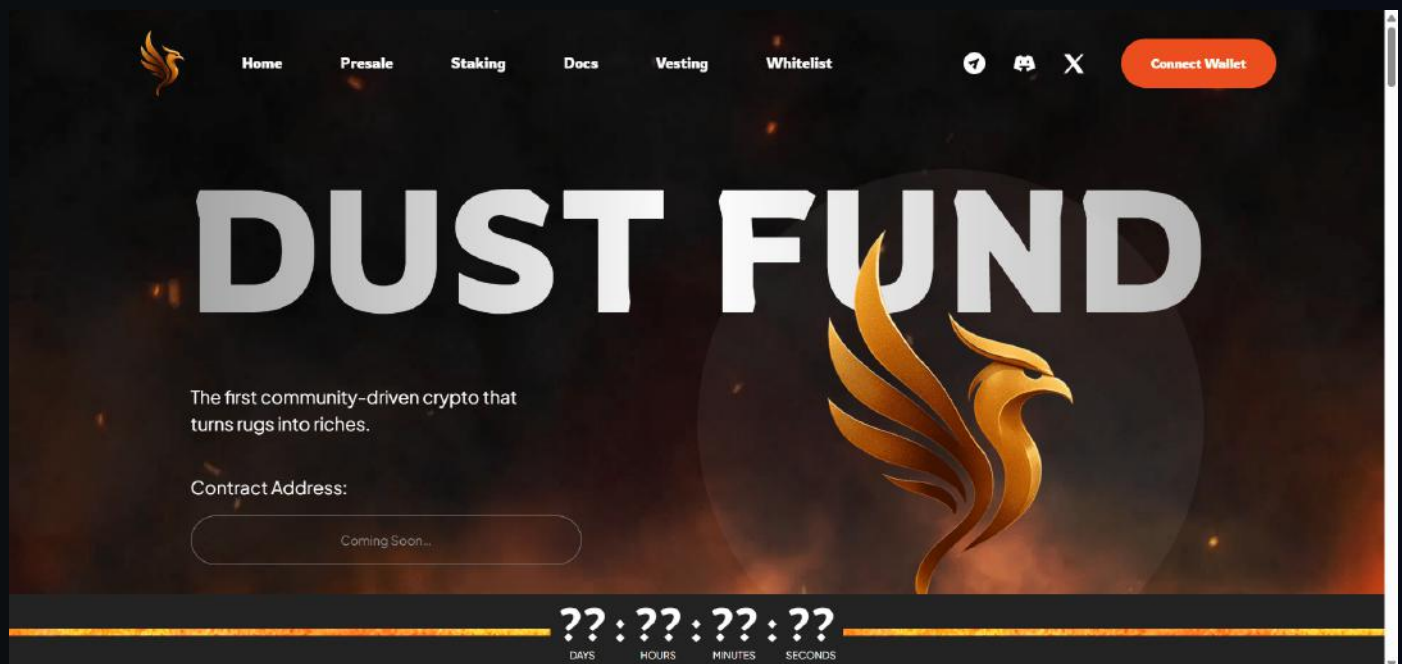 Home Presale Staking Docs Vesting Whitelist Connect Wallet
DUST FUND
The first community-driven crypto that
turns rugs into riches.
Contract Address:
Coming Soon...
?? : ?? : ?? : ??
DAYS HOURS MINUTES SECONDS